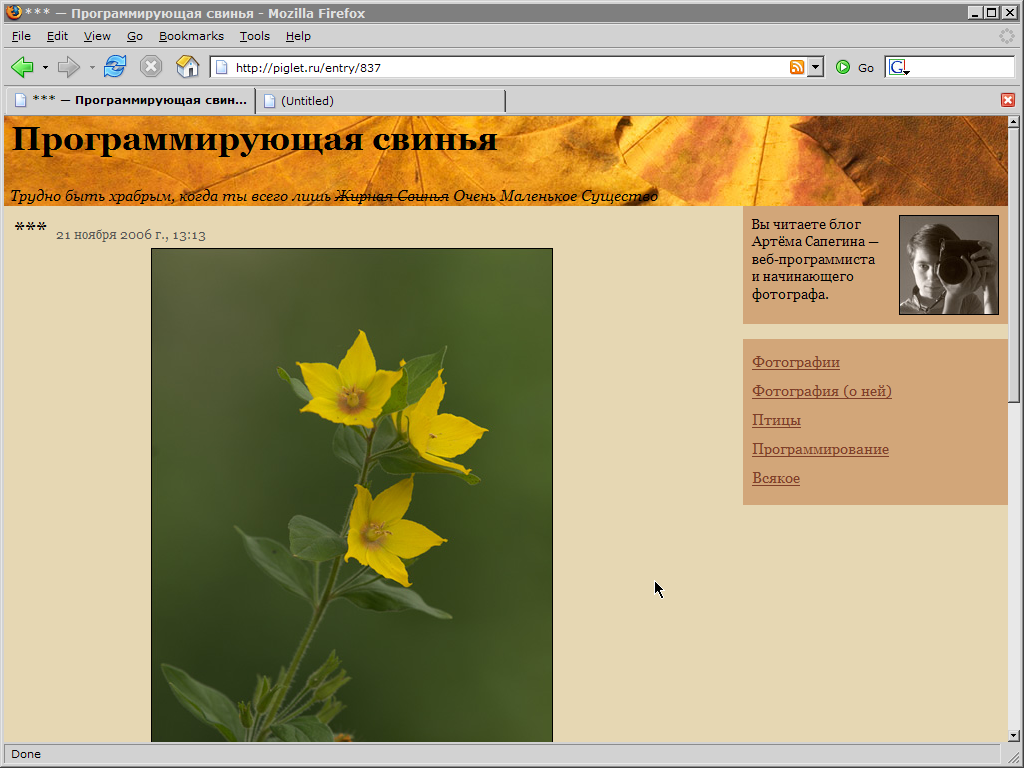 *** — Программирующая свинья - Mozilla Firefox
File Edit View Go Bookmarks Tools Help
http://piglet.ru/entry/837 Go G
*** — Программирующая свин... (Untitled)
Программирующая свинья
Трудно быть храбрым, когда ты всего лишь Жирная Свинья Очень Маленькое Существо
*** 21 ноября 2006 г., 13:13
Вы читаете блог
Артёма Сапегина —
веб-программиста
и начинающего
фотографа.
Фотографии
Фотография (о ней)
Птицы
Программирование
Всякое
Done